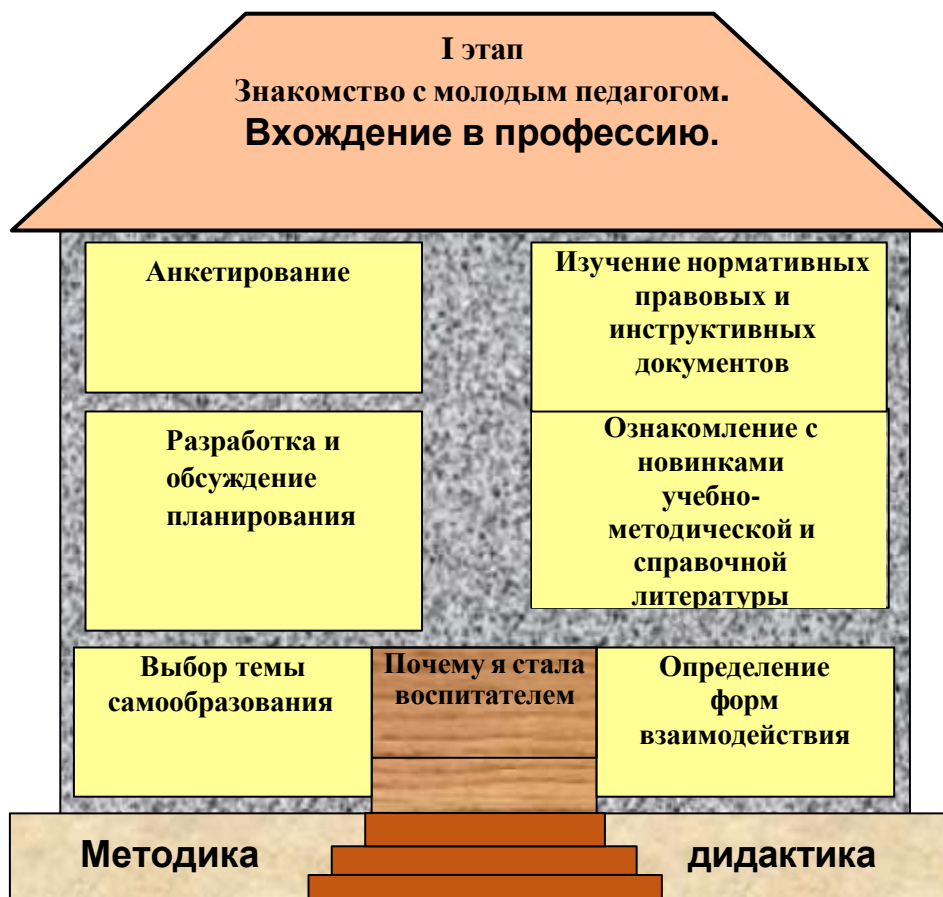 I этап
Знакомство с молодым педагогом.
Вхождение в профессию.
Анкетирование
Изучение нормативных
правовых и
инструктивных
документов
Разработка и
обсуждение
планирования
Ознакомление с
новинками
учебно-
методической и
справочной
литературы
Выбор темы
самообразования
Почему я стала
воспитателем
Определение
форм
взаимодействия
Методика
дидактика